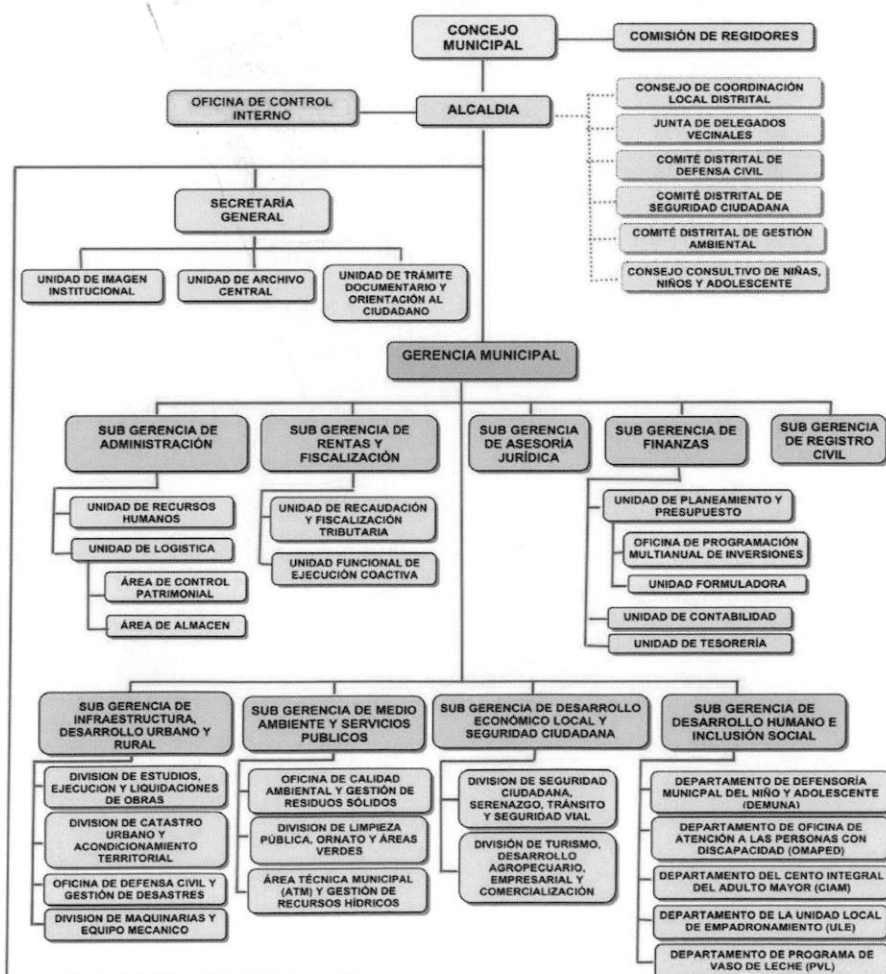 CONCEJO
MUNICIPAL
COMISIÓN DE REGIDORES
OFICINA DE CONTROL
INTERNO
ALCALDIA
CONSEJO DE COORDINACIÓN
LOCAL DISTRITAL
JUNTA DE DELEGADOS
VECINALES
COMITÉ DISTRITAL DE
DEFENSA CIVIL
COMITÉ DISTRITAL DE
SEGURIDAD CIUDADANA
COMITÉ DISTRITAL DE GESTIÓN
AMBIENTAL
CONSEJO CONSULTIVO DE NIÑAS,
NIÑOS Y ADOLESCENTE
SECRETARÍA
GENERAL
UNIDAD DE IMAGEN
INSTITUCIONAL
UNIDAD DE ARCHIVO
CENTRAL
UNIDAD DE TRÁMITE
DOCUMENTARIO Y
ORIENTACIÓN AL
CIUDADANO
GERENCIA MUNICIPAL
SUB GERENCIA DE
ADMINISTRACIÓN
SUB GERENCIA DE
RENTAS Y
FISCALIZACIÓN
SUB GERENCIA
DE ASESORÍA
JURÍDICA
SUB GERENCIA DE
FINANZAS
SUB GERENCIA
DE REGISTRO
CIVIL
UNIDAD DE RECURSOS
HUMANOS
UNIDAD DE LOGISTICA
ÁREA DE CONTROL
PATRIMONIAL
ÁREA DE ALMACEN
UNIDAD DE RECAUDACIÓN
Y FISCALIZACIÓN
TRIBUTARIA
UNIDAD FUNCIONAL DE
EJECUCIÓN COACTIVA
UNIDAD DE PLANEAMIENTO Y
PRESUPUESTO
OFICINA DE PROGRAMACIÓN
MULTIANUAL DE INVERSIONES
UNIDAD FORMULADORA
UNIDAD DE CONTABILIDAD
UNIDAD DE TESORERÍA
SUB GERENCIA DE
INFRAESTRUCTURA,
DESARROLLO URBANO Y
RURAL
SUB GERENCIA DE MEDIO
AMBIENTE Y SERVICIOS
PUBLICOS
SUB GERENCIA DE DESARROLLO
ECONÓMICO LOCAL Y
SEGURIDAD CIUDADANA
SUB GERENCIA DE
DESARROLLO HUMANO E
INCLUSIÓN SOCIAL
DIVISION DE ESTUDIOS,
EJECUCION Y LIQUIDACIONES
DE OBRAS
DIVISION DE CATASTRO
URBANO Y
ACONDICIONAMIENTO
TERRITORIAL
OFICINA DE DEFENSA CIVIL Y
GESTIÓN DE DESASTRES
DIVISION DE MAQUINARIAS Y
EQUIPO MECANICO
OFICINA DE CALIDAD
AMBIENTAL Y GESTIÓN DE
RESIDUOS SÓLIDOS
DIVISION DE LIMPIEZA
PÚBLICA, ORNATO Y ÁREAS
VERDES
ÁREA TÉCNICA MUNICIPAL
(ATM) Y GESTIÓN DE
RECURSOS HÍDRICOS
DIVISION DE SEGURIDAD
CIUDADANA,
SERENAZGO, TRÁNSITO
Y SEGURIDAD VIAL
DIVISIÓN DE TURISMO,
DESARROLLO
AGROPECUARIO,
EMPRESARIAL Y
COMERCIALIZACIÓN
DEPARTAMENTO DE DEFENSORÍA
MUNICPAL DEL NIÑO Y ADOLESCENTE
(DEMUNA)
DEPARTAMENTO DE OFICINA DE
ATENCIÓN A LAS PERSONAS CON
DISCAPACIDAD (OMAPED)
DEPARTAMENTO DEL CENTO INTEGRAL
DEL ADULTO MAYOR (CIAM)
DEPARTAMENTO DE LA UNIDAD LOCAL
DE EMPADRONAMIENTO (ULE)
DEPARTAMENTO DE PROGRAMA DE
VASO DE LECHE (PVL)